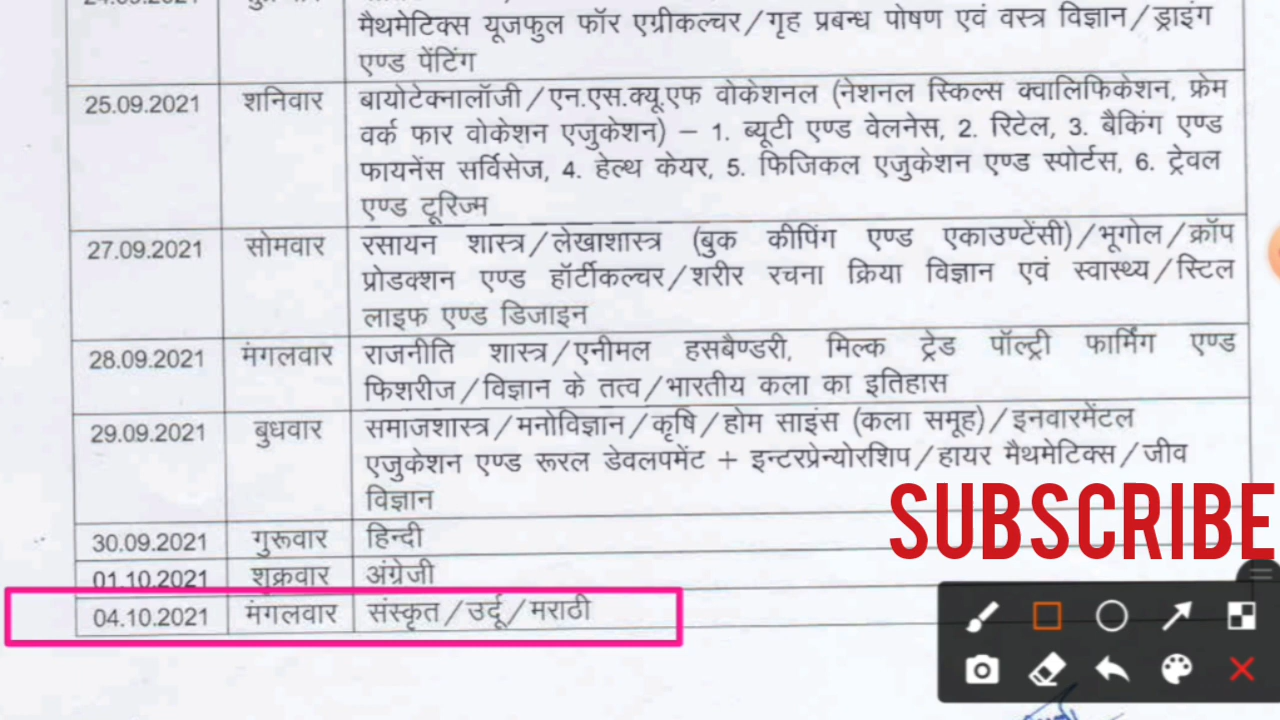 मैथमेटिक्स यूजफुल फॉर एग्रीकल्चर/गृह प्रबन्ध पोषण एवं वस्त्र विज्ञान/ड्राइंग
एण्ड पेंटिंग
25.09.2021 शनिवार बायोटेक्नालॉजी/एन.एस.क्यू.एफ वोकेशनल (नेशनल स्किल्स क्वालिफिकेशन, फ्रेम
वर्क फार वोकेशन एजुकेशन) – 1. ब्यूटी एण्ड वेलनेस, 2. रिटेल, 3. बैकिंग एण्ड
फायनेंस सर्विसेज, 4. हेल्थ केयर, 5. फिजिकल एजुकेशन एण्ड स्पोर्टस, 6. ट्रेवल
एण्ड टूरिज्म
27.09.2021 सोमवार रसायन शास्त्र/लेखाशास्त्र (बुक कीपिंग एण्ड एकाउण्टेंसी)/भूगोल/क्रॉप
प्रोडक्शन एण्ड हॉर्टीकल्चर/शरीर रचना क्रिया विज्ञान एवं स्वास्थ्य/स्टिल
लाइफ एण्ड डिजाइन
28.09.2021 मंगलवार राजनीति शास्त्र/एनीमल हसबैण्डरी, मिल्क ट्रेड पॉल्ट्री फार्मिंग एण्ड
फिशरीज/विज्ञान के तत्व/भारतीय कला का इतिहास
29.09.2021 बुधवार समाजशास्त्र/मनोविज्ञान/कृषि/होम साइंस (कला समूह)/इनवारमेंटल
एजुकेशन एण्ड रूरल डेवलपमेंट + इन्टरप्रेन्योरशिप/हायर मैथमेटिक्स/जीव
विज्ञान
SUBSCRIBE
30.09.2021 गुरूवार हिन्दी
01.10.2021 शुक्रवार अंग्रेजी
04.10.2021 मंगलवार संस्कृत/उर्दू/मराठी